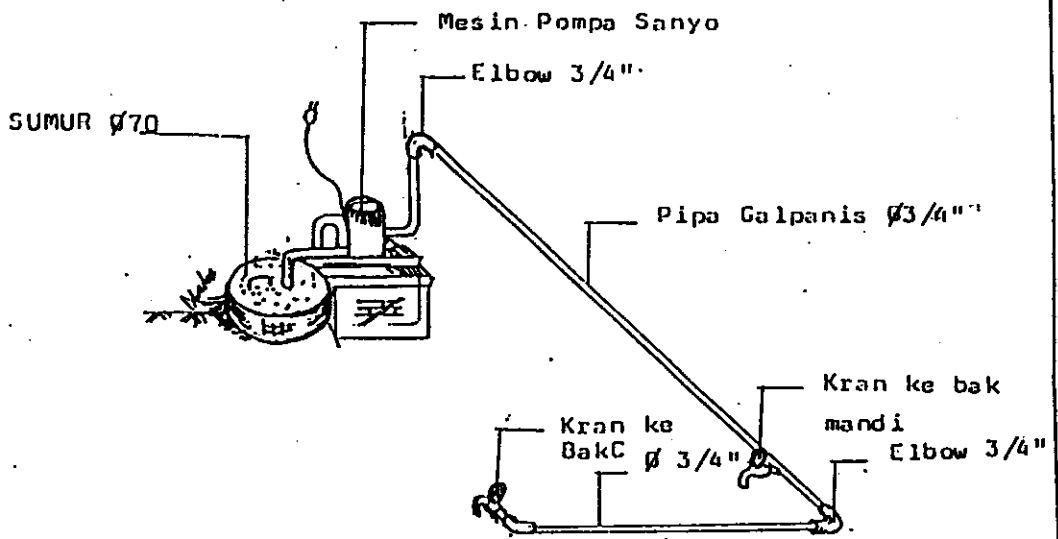 Mesin Pompa Sanyo
Elbow 3/4"
SUMUR Ø70
Pipa Galpanis Ø3/4"
Kran ke bak
mandi
Kran ke
BakC
Ø 3/4"
Elbow 3/4"